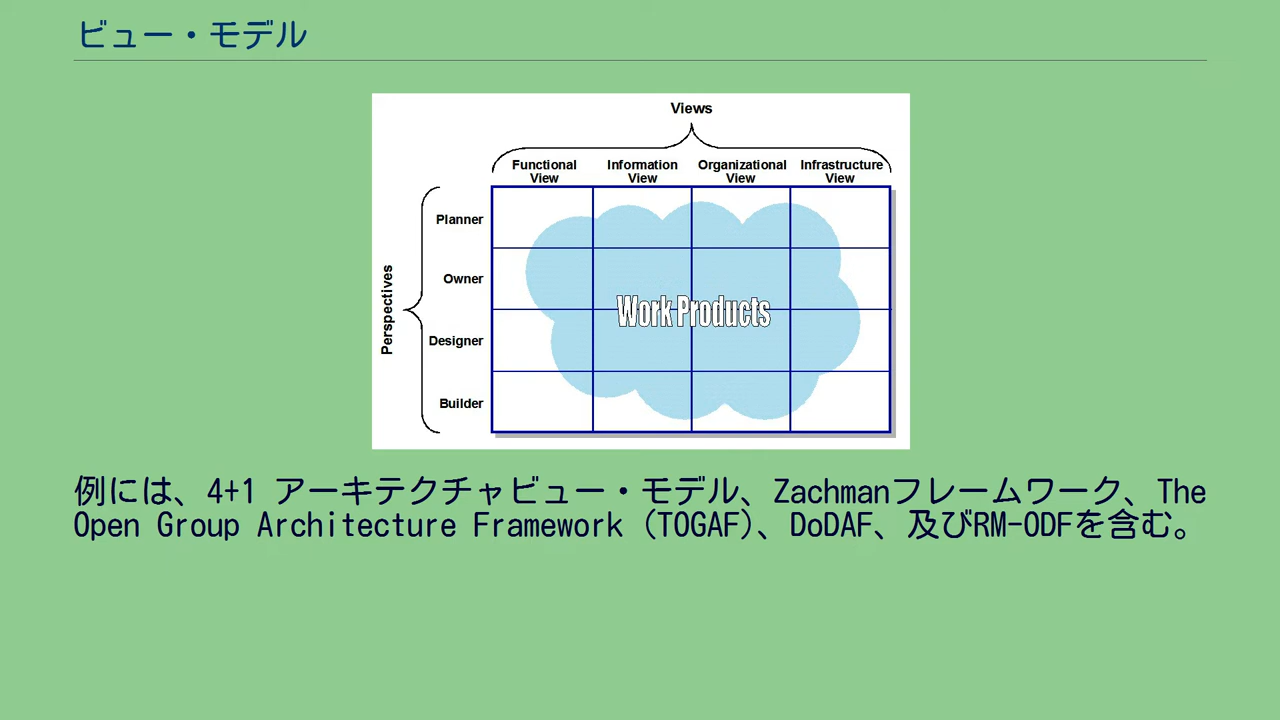 ビュー・モデル
Views
Functional View
Information View
Organizational View
Infrastructure View
Perspectives
Planner
Owner
Designer
Builder
Work Products
例には、4+1 アーキテクチャビュー・モデル、Zachmanフレームワーク、The
Open Group Architecture Framework (TOGAF)、DoDAF、及びRM-ODFを含む。